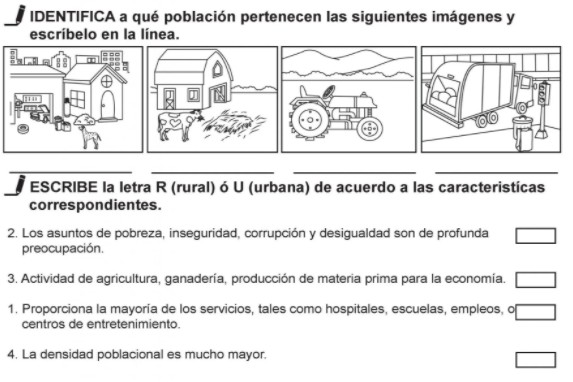 IDENTIFICA a qué población pertenecen las siguientes imágenes y
escríbelo en la línea.
ESCRIBE la letra R (rural) ó U (urbana) de acuerdo a las caracteristícas
correspondientes.
2. Los asuntos de pobreza, inseguridad, corrupción y desigualdad son de profunda
preocupación.
3. Actividad de agricultura, ganadería, producción de materia prima para la economía.
1. Proporciona la mayoría de los servicios, tales como hospitales, escuelas, empleos, o
centros de entretenimiento.
4. La densidad poblacional es mucho mayor.